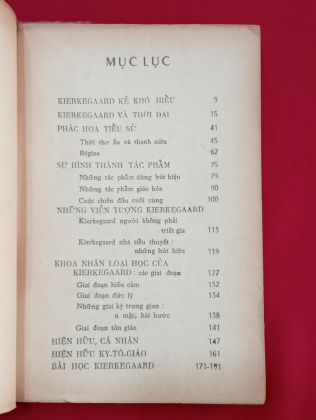 MỤC LỤC
KIERKEGAARD KẺ KHÓ HIỂU 9
KIERKEGAARD VÀ THỜI ĐẠI 15
PHÁC HỌA TIỂU SỬ 41
Thời thơ ấu và thanh niên 45
Régine 62
SỰ HÌNH THÀNH TÁC PHẨM 75
Những tác phẩm dùng bút hiệu 79
Những tác phẩm giáo hóa 90
Cuộc chiến đấu cuối cùng 100
NHỮNG VIỄN TƯỢNG KIERKEGAARD
Kierkegaard người không phải
triết gia 113
Kierkegaard nhà tiểu thuyết :
những bút hiệu 119
KHOA NHÂN LOẠI HỌC CỦA
KIERKEGAARD : các giai đoạn 127
Giai đoạn hiếu cảm 132
Giai đoạn đức lý 134
Những giai kỳ trung gian :
u mặc, hài hước 138
Giai đoạn tôn giáo 141
HIỆN HỮU, CÁ NHÂN 147
HIỆN HỮU KY-TÔ-GIÁO 161
BÀI HỌC KIERKEGAARD 171-191